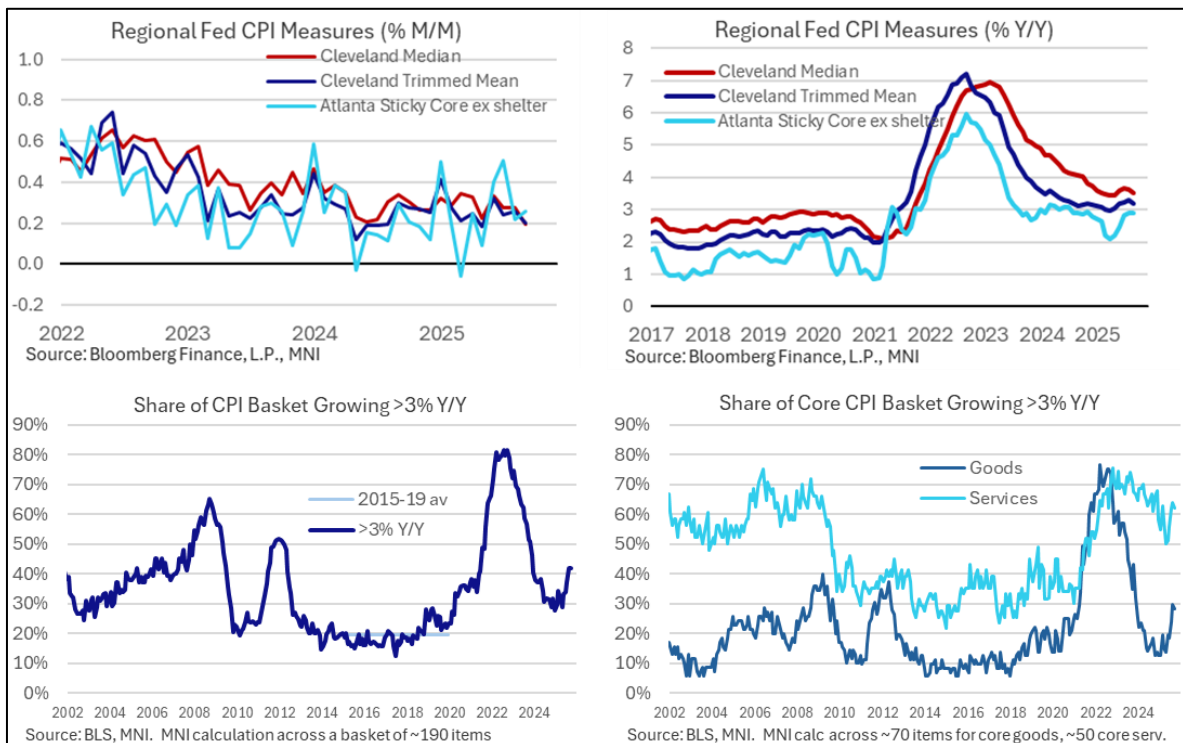 Regional Fed CPI Measures (% M/M)
Cleveland Median
Cleveland Trimmed Mean
Atlanta Sticky Core ex shelter
1.0
0.8
0.6
0.4
0.2
0.0
-0.2
2022 2023 2024 2025
Source: Bloomberg Finance, L.P., MNI
Regional Fed CPI Measures (% Y/Y)
Cleveland Median
Cleveland Trimmed Mean
Atlanta Sticky Core ex shelter
8
7
6
5
4
3
2
1
0
2017 2018 2019 2020 2021 2022 2023 2024 2025
Source: Bloomberg Finance, L.P., MNI
Share of CPI Basket Growing >3% Y/Y
2015-19 av
>3% Y/Y
90%
80%
70%
60%
50%
40%
30%
20%
10%
0%
2002 2004 2006 2008 2010 2012 2014 2016 2018 2020 2022 2024
Source: BLS, MNI. MNI calculation across a basket of ~190 items
Share of Core CPI Basket Growing >3% Y/Y
Goods
Services
90%
80%
70%
60%
50%
40%
30%
20%
10%
0%
2002 2004 2006 2008 2010 2012 2014 2016 2018 2020 2022 2024
Source: BLS, MNI. MNI calc across ~70 items for core goods, ~50 core serv.